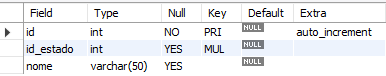 Field Type Null Key Default Extra
id int NO PRI NULL auto_increment
id_estado int YES MUL NULL
nome varchar(50) YES NULL